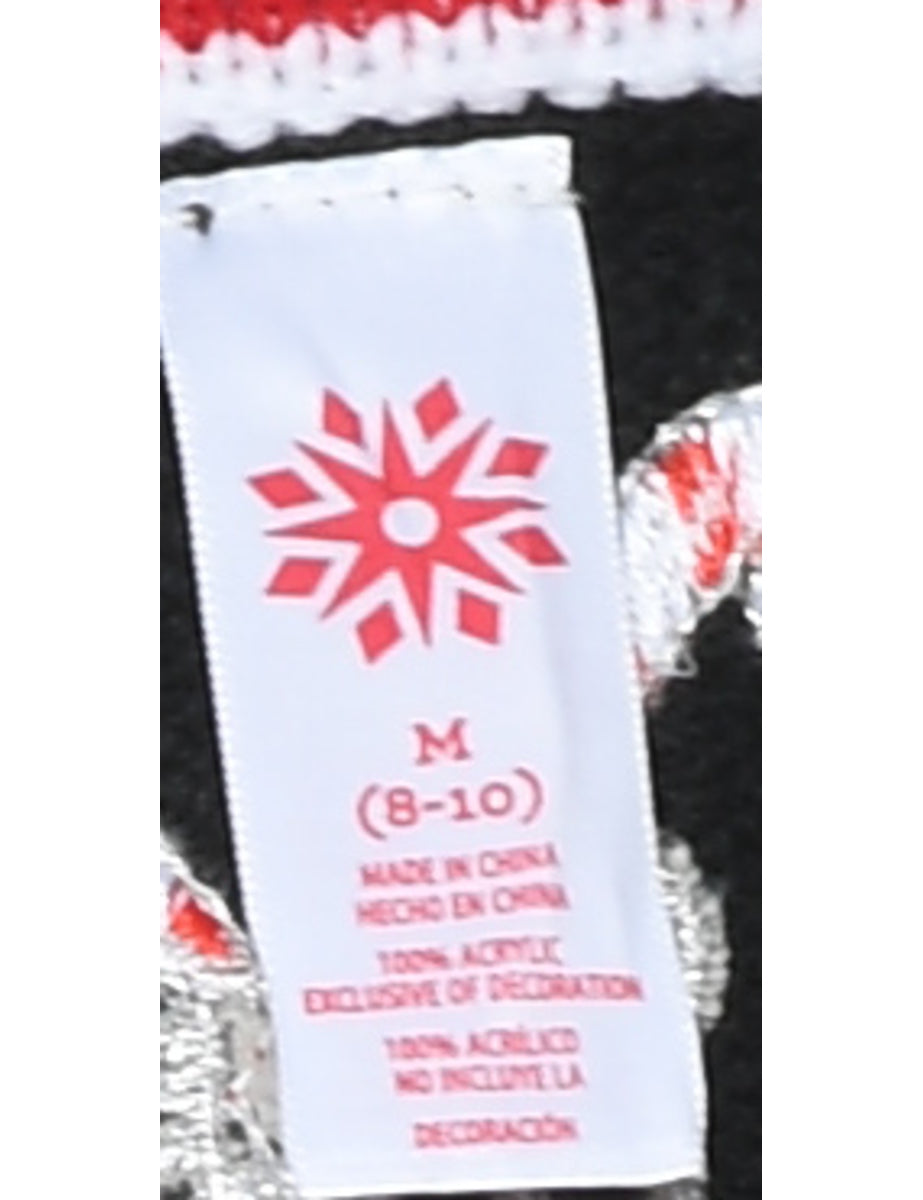 M
(8-10)
MADE IN CHINA
HECHO EN CHINA
100% ACRYLIC
EXCLUSIVE OF DECORATION
100% ACRÍLICO
NO INCLUYE LA
DECORACIÓN